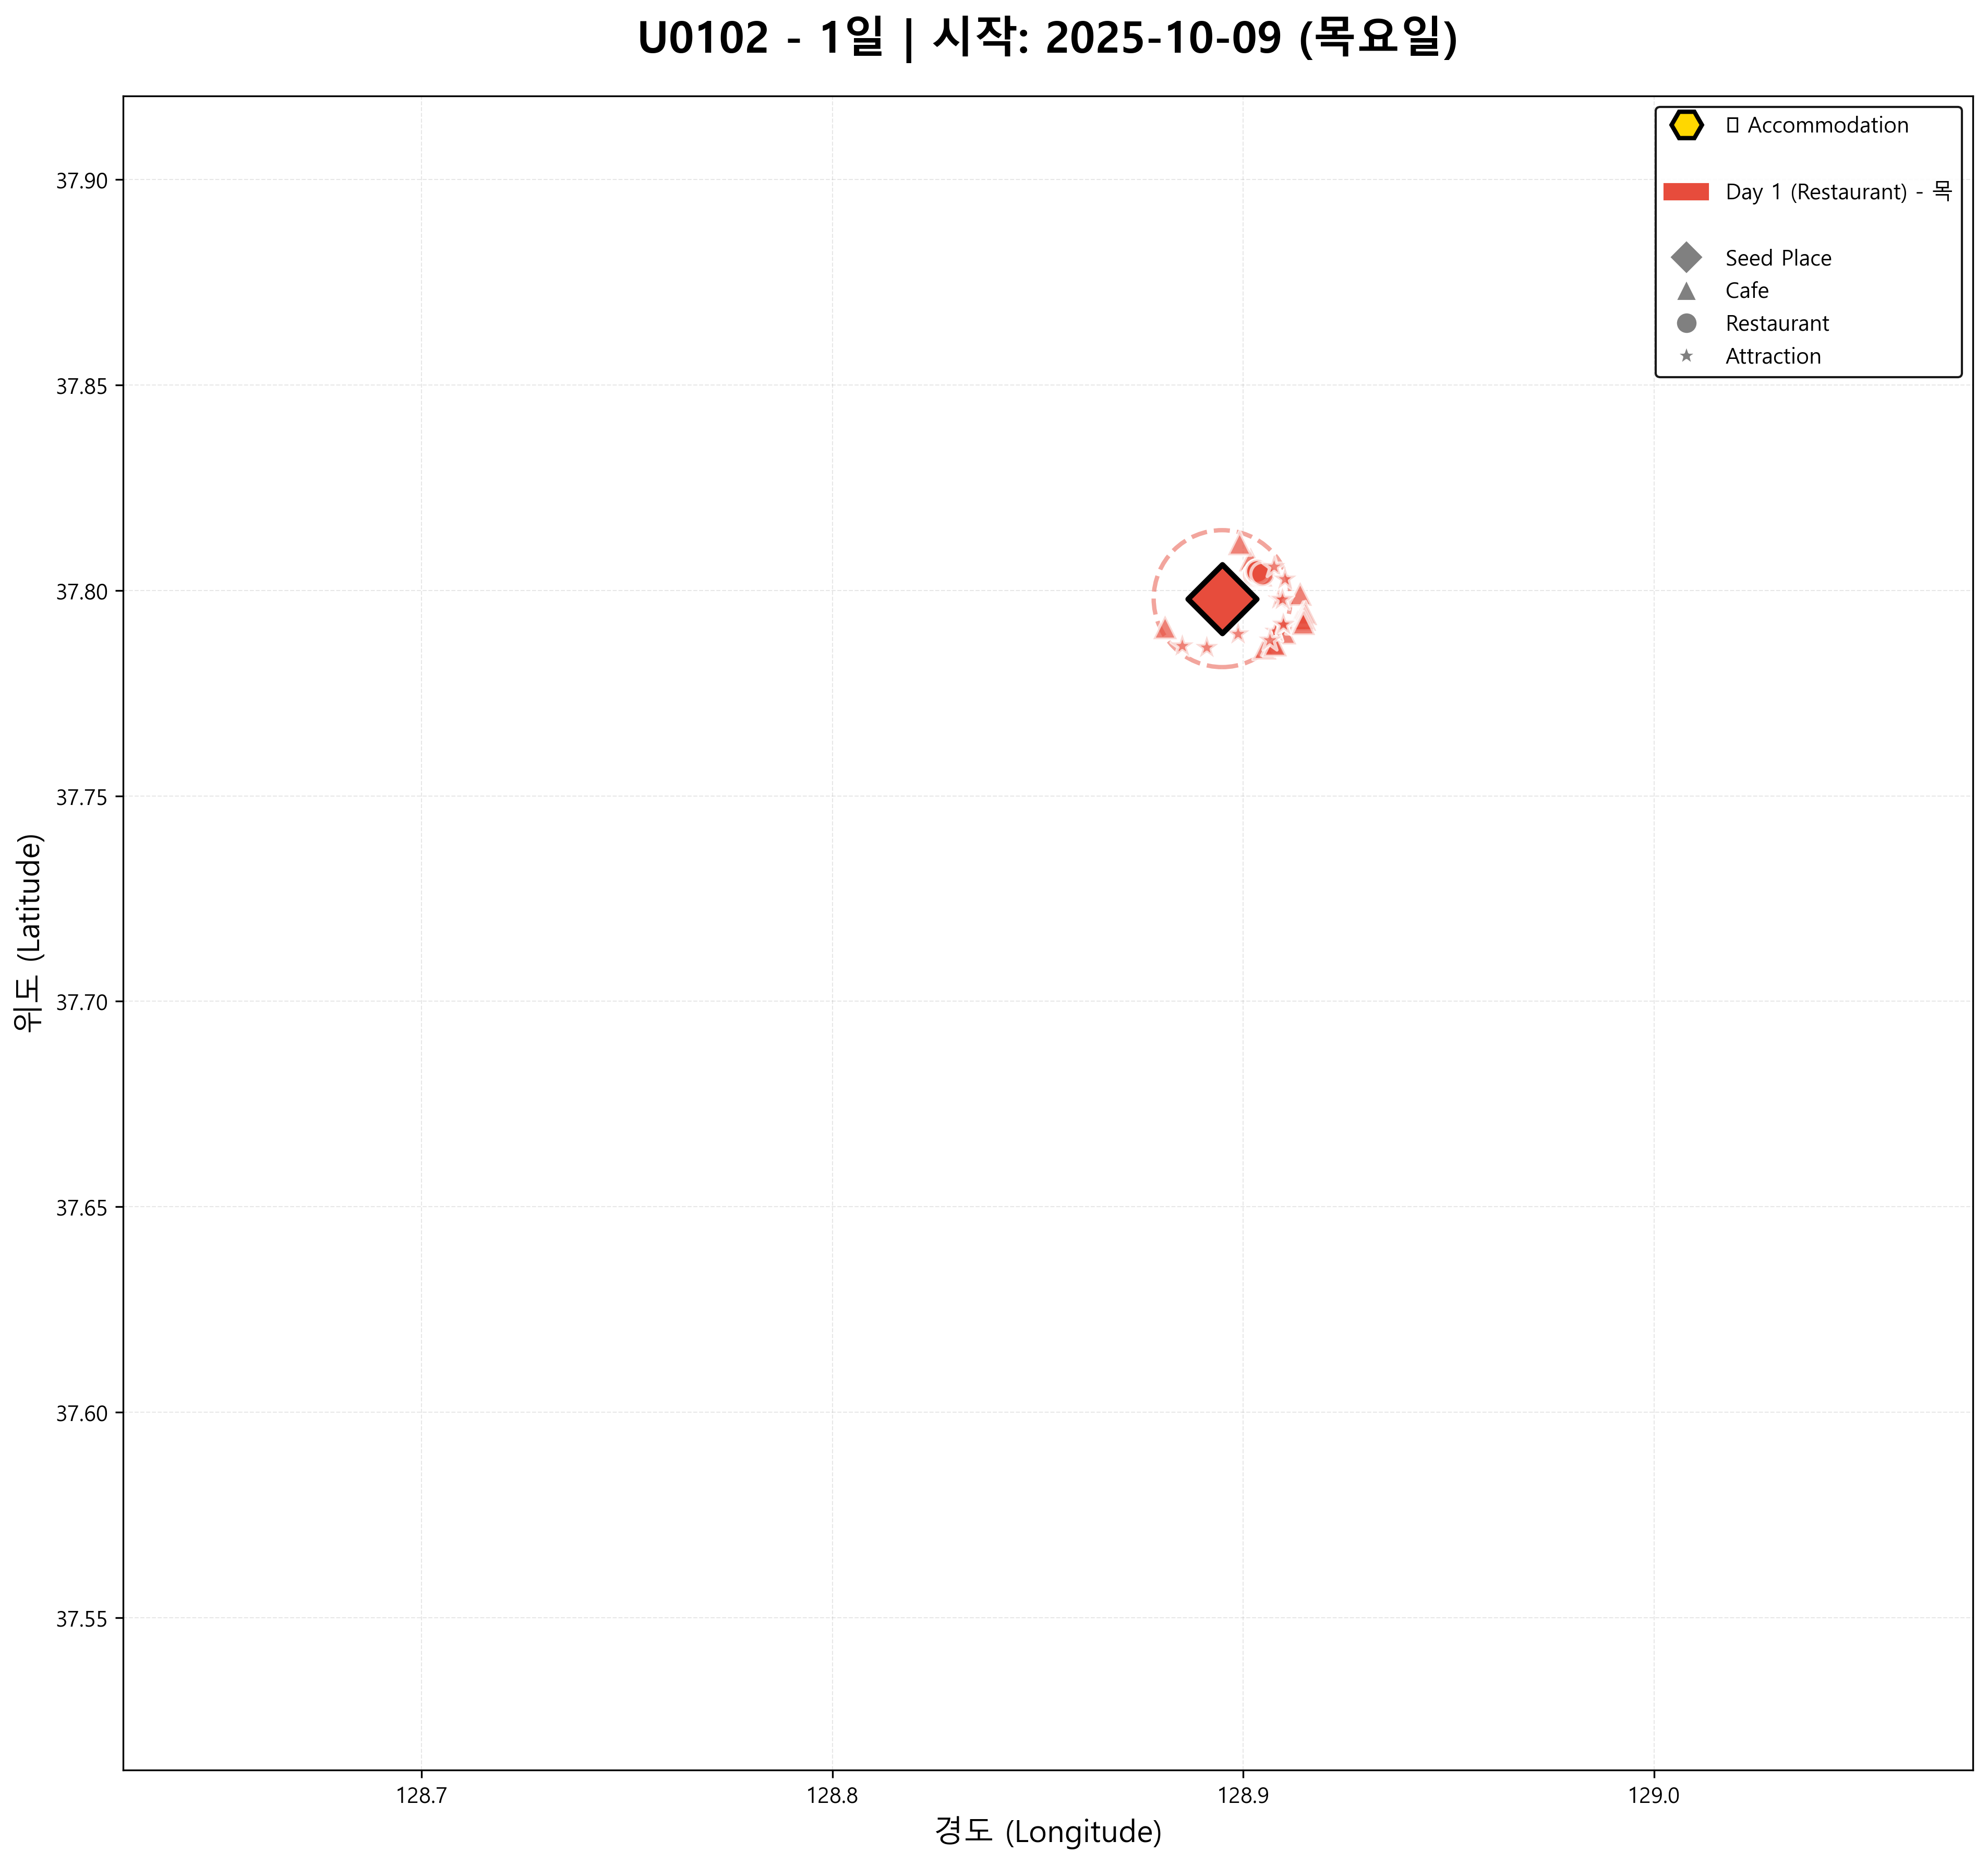 U0102 - 1일 | 시작: 2025-10-09 (목요일)
Accommodation
Day 1 (Restaurant) - 목
Seed Place
Cafe
Restaurant
Attraction
37.90
37.85
37.80
37.75
37.70
37.65
37.60
37.55
위도 (Latitude)
128.7
128.8
128.9
129.0
경도 (Longitude)